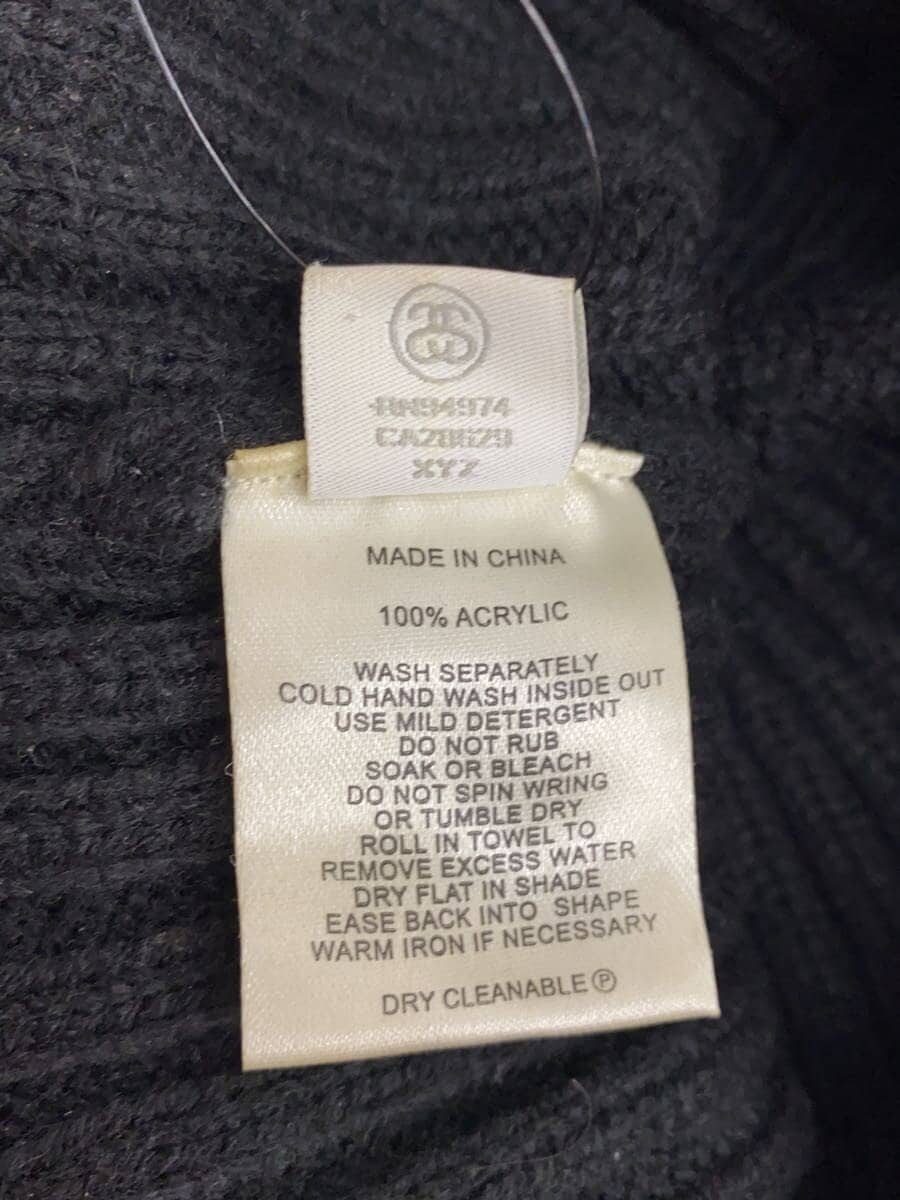 RN94974
CA28629
XYZ
MADE IN CHINA
100% ACRYLIC
WASH SEPARATELY
COLD HAND WASH INSIDE OUT
USE MILD DETERGENT
DO NOT RUB
SOAK OR BLEACH
DO NOT SPIN WRING
OR TUMBLE DRY
ROLL IN TOWEL TO
REMOVE EXCESS WATER
DRY FLAT IN SHADE
EASE BACK INTO SHAPE
WARM IRON IF NECESSARY
DRY CLEANABLE Ⓟ